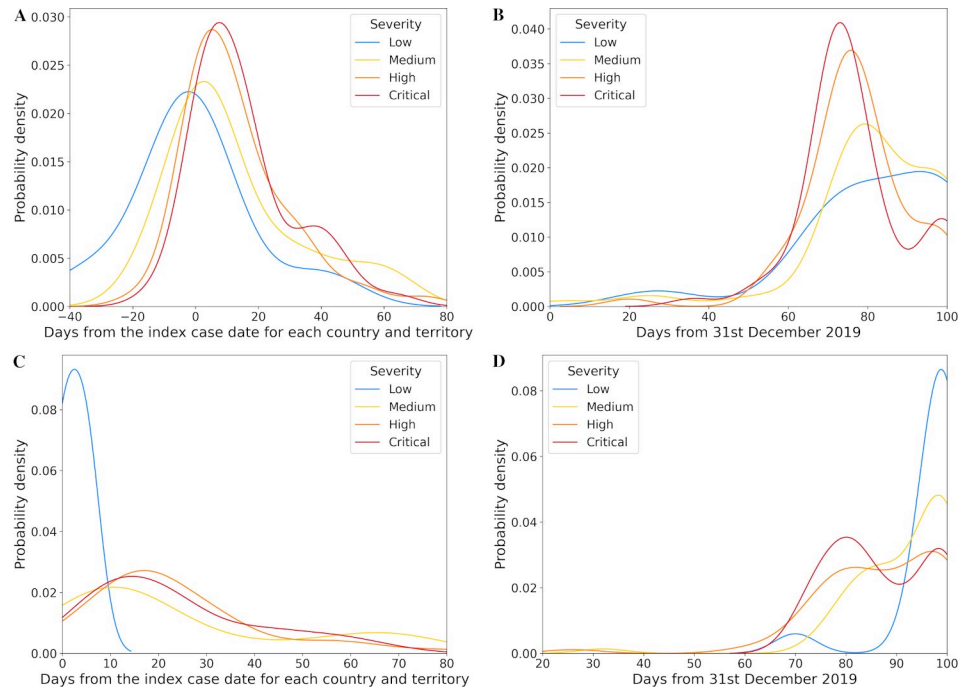 A
Severity
Low
Medium
High
Critical
Probability density
0.030
0.025
0.020
0.015
0.010
0.005
0.000
−40 −20 0 20 40 60 80
Days from the index case date for each country and territory
B
Severity
Low
Medium
High
Critical
Probability density
0.040
0.035
0.030
0.025
0.020
0.015
0.010
0.005
0.000
0 20 40 60 80 100
Days from 31st December 2019
C
Severity
Low
Medium
High
Critical
Probability density
0.08
0.06
0.04
0.02
0.00
0 10 20 30 40 50 60 70 80
Days from the index case date for each country and territory
D
Severity
Low
Medium
High
Critical
Probability density
0.08
0.06
0.04
0.02
0.00
20 30 40 50 60 70 80 90 100
Days from 31st December 2019